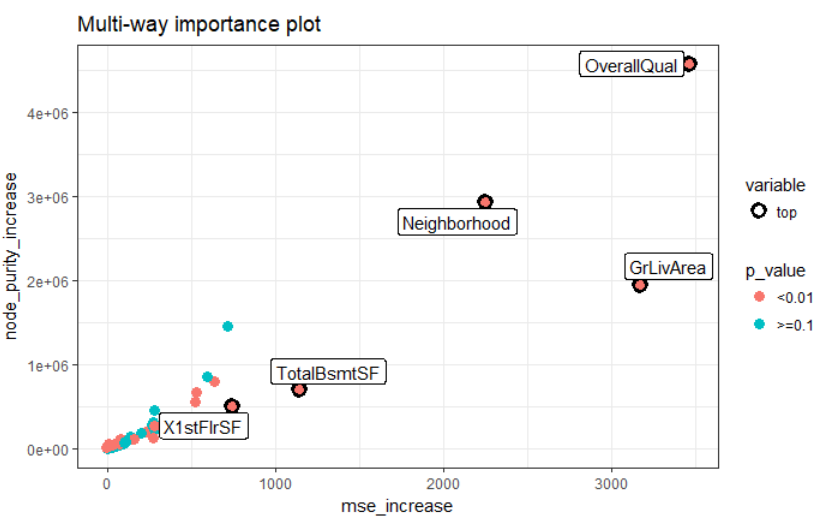 Multi-way importance plot
OverallQual
Neighborhood
GrLivArea
TotalBsmtSF
X1stFlrSF
4e+06
3e+06
2e+06
1e+06
0e+00
node_purity_increase
0
1000
2000
3000
mse_increase
variable
top
p_value
<0.01
>=0.1